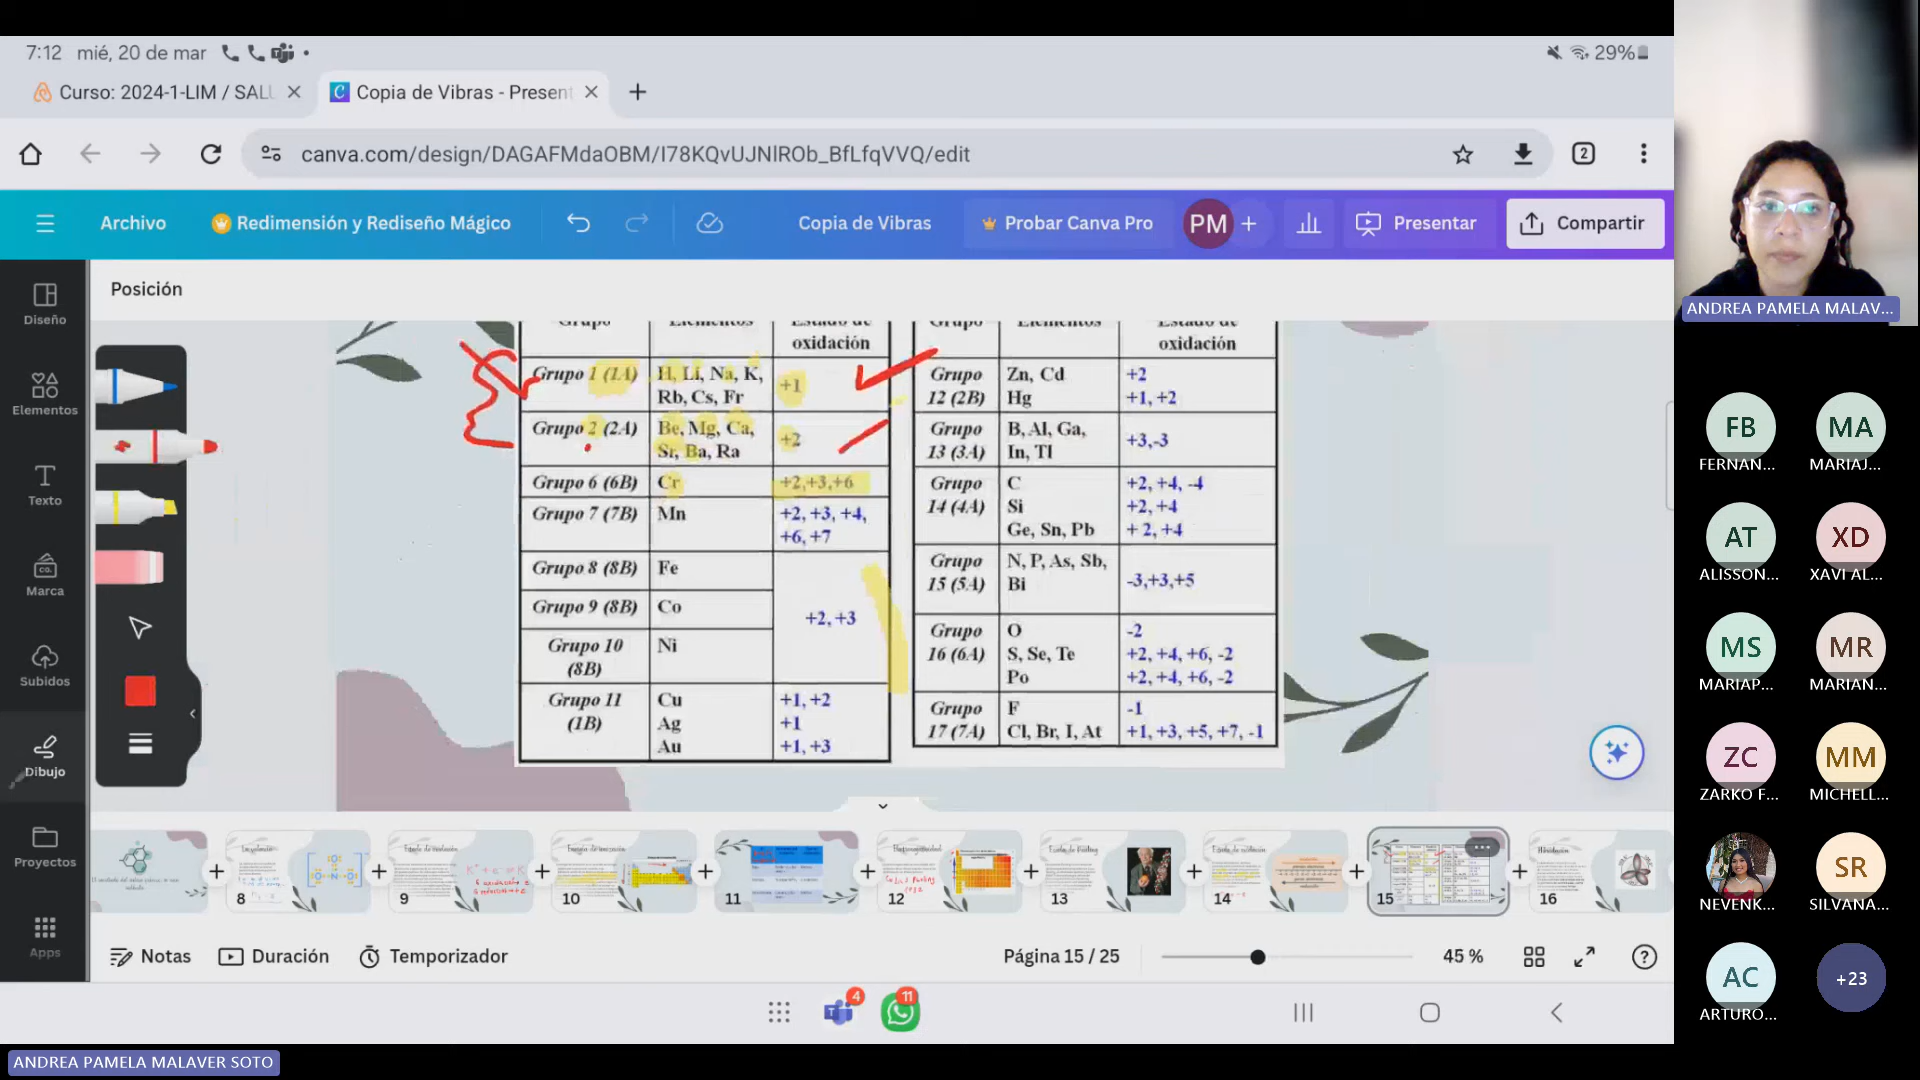 7:12 mié, 20 de mar
29%
Curso: 2024-1-LIM / SALU
Copia de Vibras - Present
canva.com/design/DAGAFMdaOBM/I78KQvUJNlROb_BfLfqVVQ/edit
2
Archivo
Redimensión y Rediseño Mágico
Copia de Vibras
Probar Canva Pro
PM
Presentar
Compartir
Posición
Diseño
Elementos
Texto
Marca
Subidos
Dibujo
Proyectos
Apps
Grupo Elementos Estado de oxidación
Grupo 1 (1A) H, Li, Na, K, Rb, Cs, Fr +1
Grupo 2 (2A) Be, Mg, Ca, Sr, Ba, Ra +2
Grupo 6 (6B) Cr +2,+3,+6
Grupo 7 (7B) Mn +2, +3, +4, +6, +7
Grupo 8 (8B) Fe
Grupo 9 (8B) Co +2, +3
Grupo 10 (8B) Ni
Grupo 11 (1B) Cu +1, +2
Ag +1
Au +1, +3
Grupo Elementos Estado de oxidación
Grupo 12 (2B) Zn, Cd +2
Hg +1, +2
Grupo 13 (3A) B, Al, Ga, In, Tl +3,-3
Grupo 14 (4A) C +2, +4, -4
Si +2, +4
Ge, Sn, Pb + 2, +4
Grupo 15 (5A) N, P, As, Sb, Bi -3,+3,+5
Grupo 16 (6A) O -2
S, Se, Te +2, +4, +6, -2
Po +2, +4, +6, -2
Grupo 17 (7A) F -1
Cl, Br, I, At +1, +3, +5, +7, -1
8
9
10
11
12
13
14
15
16
Notas
Duración
Temporizador
Página 15 / 25
45 %
4
11
ANDREA PAMELA MALAV...
FB
FERNAN...
MA
MARIAJ...
AT
ALISSON...
XD
XAVI AL...
MS
MARIAP...
MR
MARIAN...
ZC
ZARKO F...
MM
MICHELL...
NEVENK...
SR
SILVANA...
AC
ARTURO...
+23
ANDREA PAMELA MALAVER SOTO